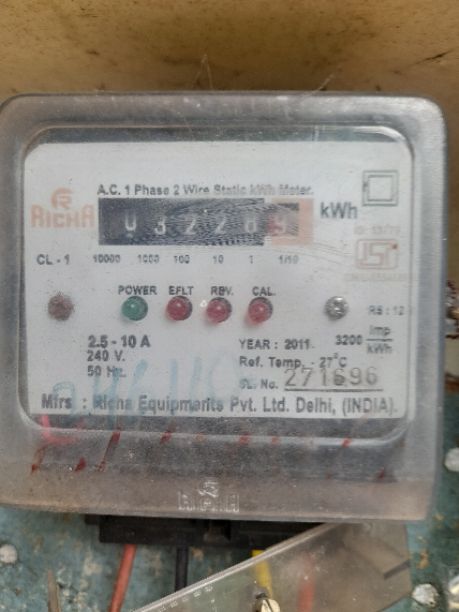 A.C. 1 Phase 2 Wire Static kWh Meter.
RICHA
kWh
CL - 1 10000 1000 100 10 1 1/10
POWER EFLT REV. CAL.
2.5 - 10 A YEAR : 2011 3200 Imp/kWh
240 V. Ref. Temp. - 27°C
50 Hz. SL. No. 271696
Mfrs : Richa Equipments Pvt. Ltd. Delhi, (INDIA).